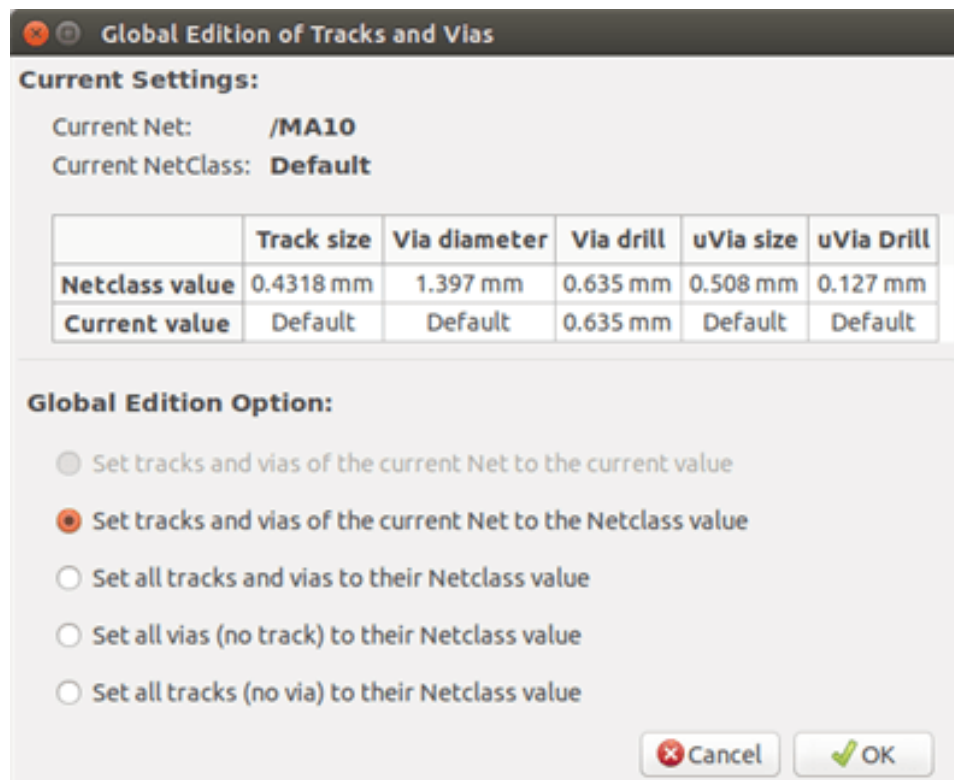 Global Edition of Tracks and Vias
Current Settings:
Current Net: /MA10
Current NetClass: Default
Track size Via diameter Via drill uVia size uVia Drill
Netclass value 0.4318 mm 1.397 mm 0.635 mm 0.508 mm 0.127 mm
Current value Default Default 0.635 mm Default Default
Global Edition Option:
Set tracks and vias of the current Net to the current value
Set tracks and vias of the current Net to the Netclass value
Set all tracks and vias to their Netclass value
Set all vias (no track) to their Netclass value
Set all tracks (no via) to their Netclass value
Cancel OK